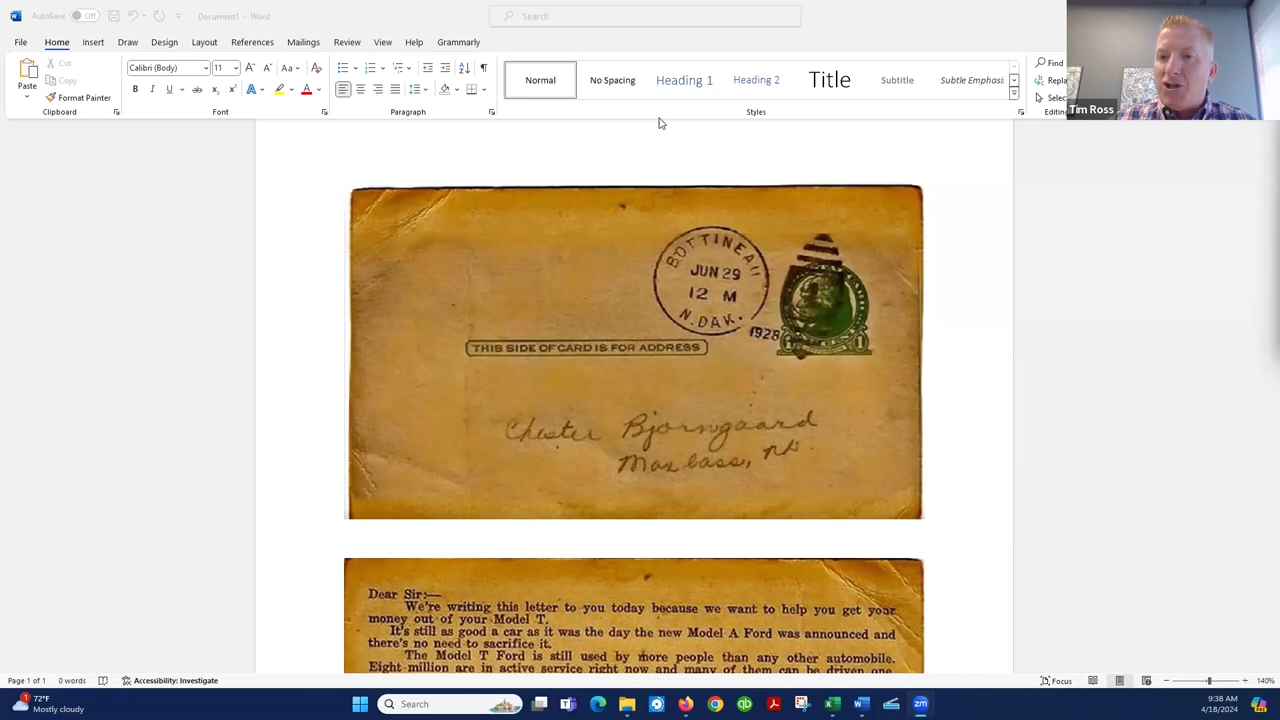 AutoSave Off Document1 - Word Search
File Home Insert Draw Design Layout References Mailings Review View Help Grammarly
Paste Cut Copy Format Painter Clipboard
Calibri (Body) 11 Font
Paragraph
Normal No Spacing Heading 1 Heading 2 Title Subtitle Subtle Emphasis
Styles
Find
Repla
Selec
Editing
Tim Ross
BOTTINEAU
JUN 29
12 M
N. DAK.
1928
1 1
THIS SIDE OF CARD IS FOR ADDRESS
Chester Bjorngaard
Maxbass, ND.
Dear Sir:—
We're writing this letter to you today because we want to help you get your
money out of your Model T.
It's still as good a car as it was the day the new Model A Ford was announced and
there's no need to sacrifice it.
The Model T Ford is still used by more people than any other automobile.
Eight million are in active service right now and many of them can be driven one
Page 1 of 1 0 words Accessibility: Investigate Focus 140%
1 72°F
Mostly cloudy
Search
9:38 AM
4/18/2024